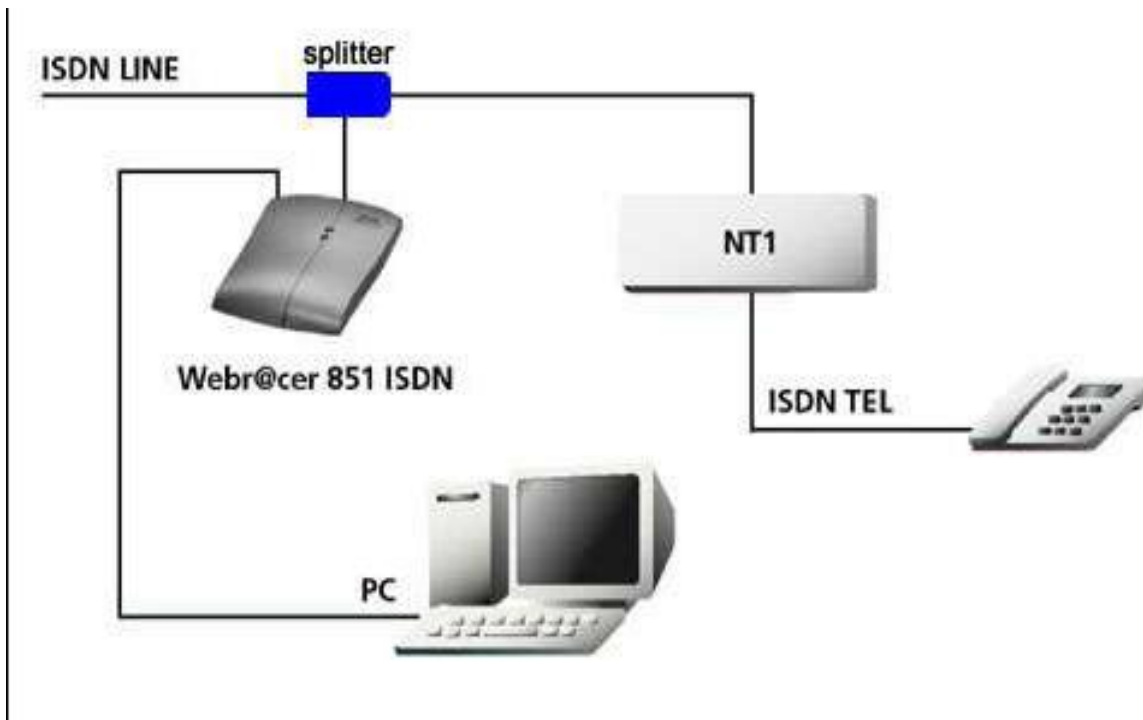 splitter
ISDN LINE
NT1
Webr@cer 851 ISDN
ISDN TEL
PC